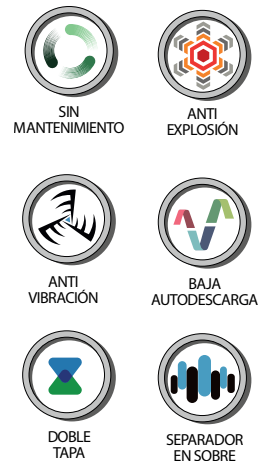 SIN
MANTENIMIENTO
ANTI
EXPLOSIÓN
ANTI
VIBRACIÓN
BAJA
AUTODESCARGA
DOBLE
TAPA
SEPARADOR
EN SOBRE